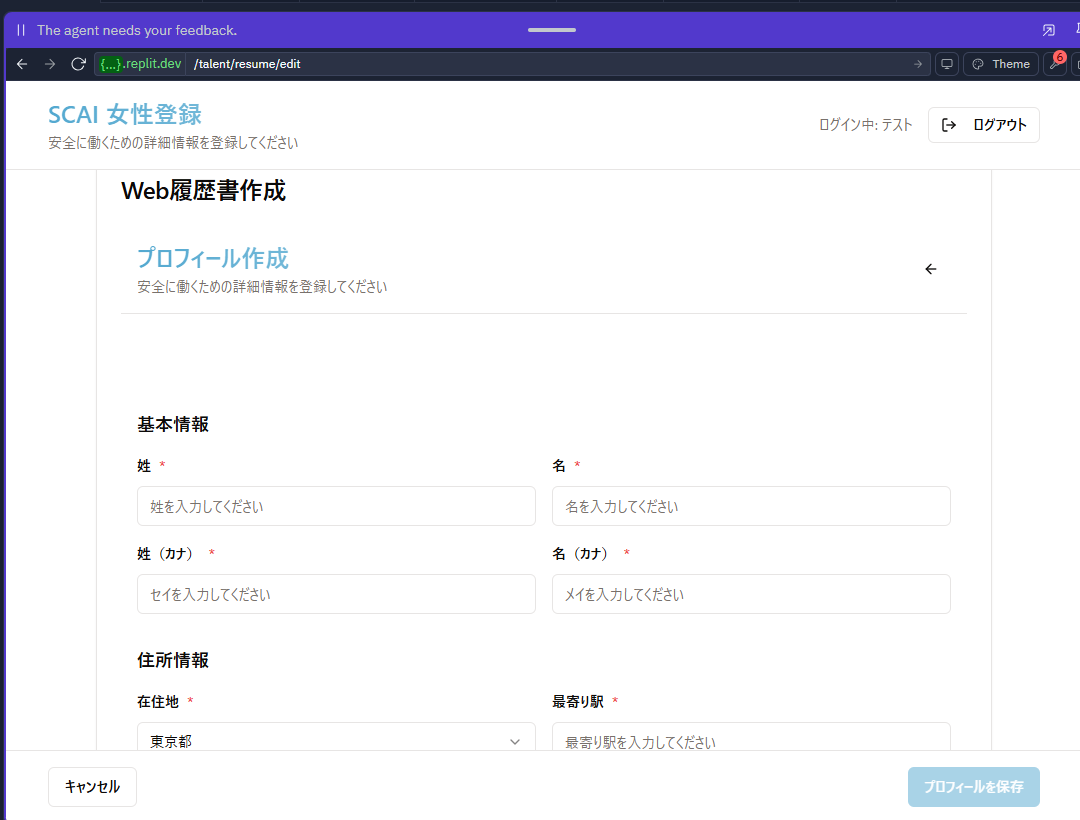 The agent needs your feedback.
{...}.replit.dev /talent/resume/edit
Theme
6
SCAI 女性登録
安全に働くための詳細情報を登録してください
ログイン中: テスト
ログアウト
Web履歴書作成
プロフィール作成
安全に働くための詳細情報を登録してください
基本情報
姓 * 名 *
姓を入力してください 名を入力してください
姓（カナ） * 名（カナ） *
セイを入力してください メイを入力してください
住所情報
在住地 * 最寄り駅 *
東京都 最寄り駅を入力してください
キャンセル プロフィールを保存